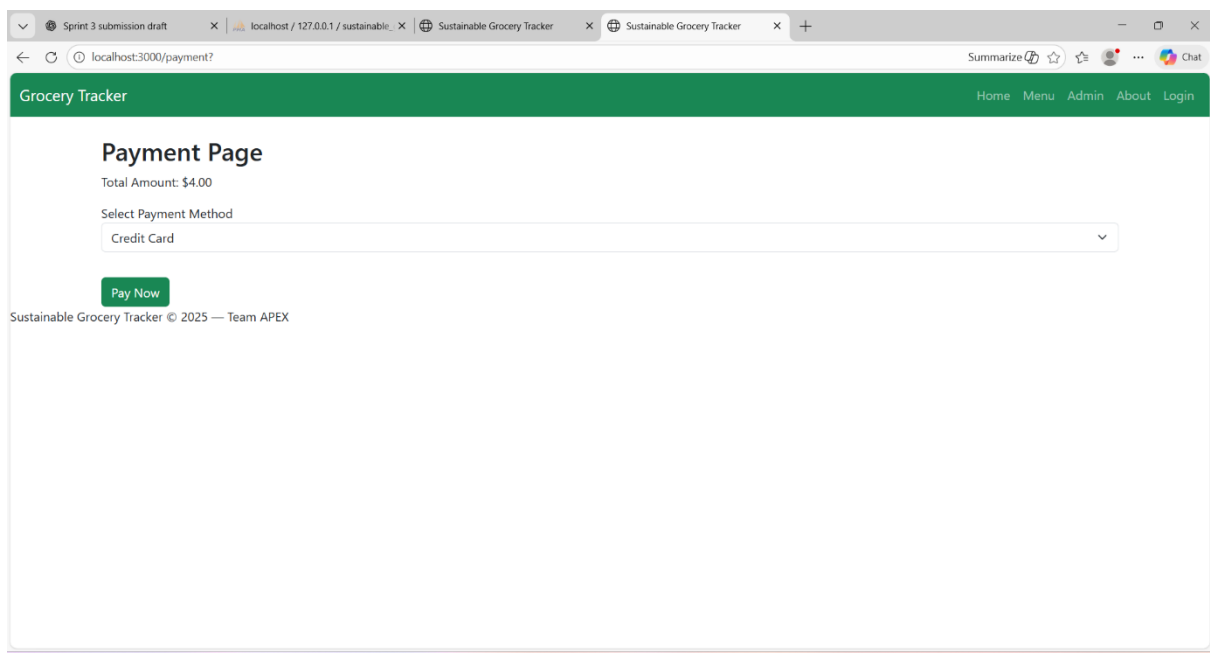 Sprint 3 submission draft
localhost / 127.0.0.1 / sustainable_
Sustainable Grocery Tracker
Sustainable Grocery Tracker
localhost:3000/payment?
Summarize
Chat
Grocery Tracker
Home Menu Admin About Login
Payment Page
Total Amount: $4.00
Select Payment Method
Credit Card
Pay Now
Sustainable Grocery Tracker © 2025 — Team APEX